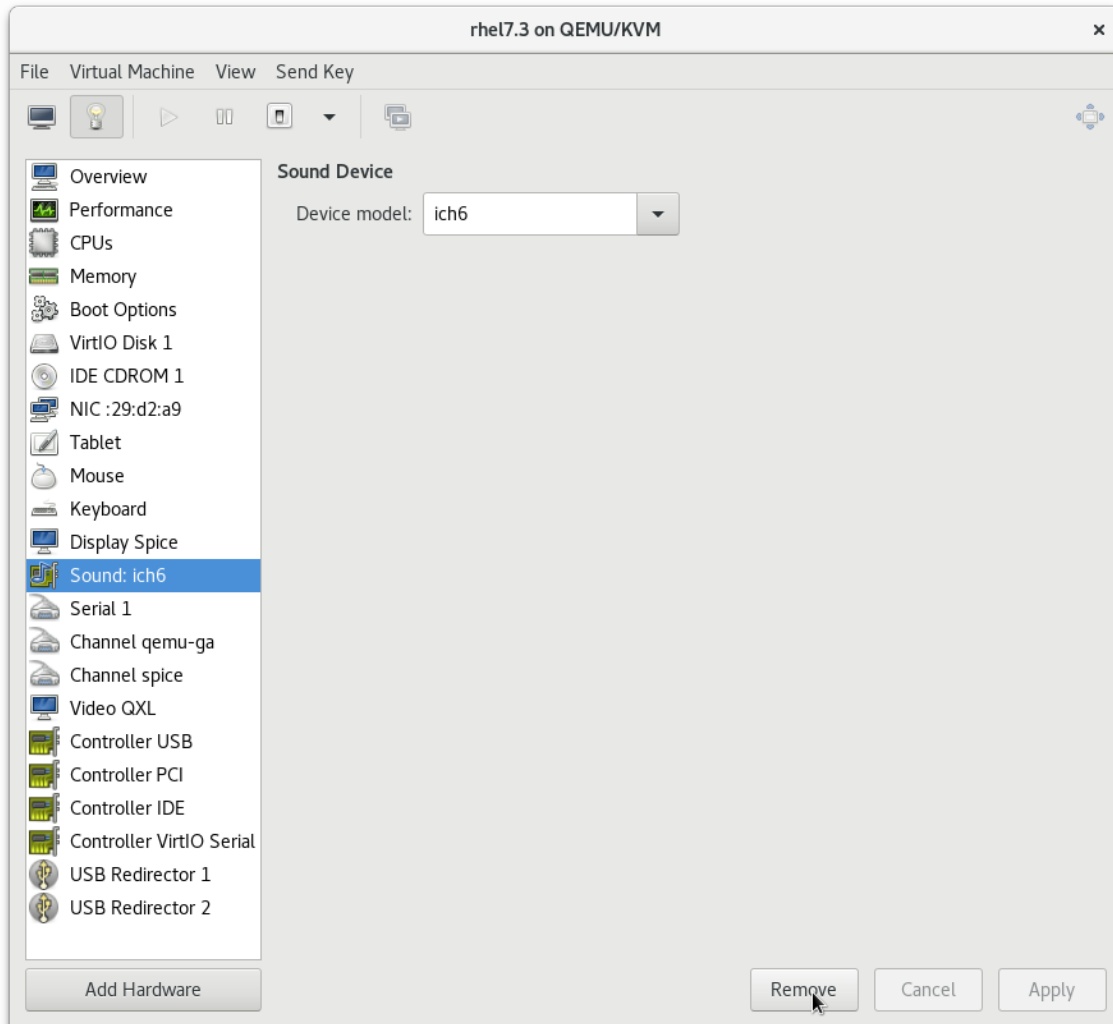 rhel7.3 on QEMU/KVM
File Virtual Machine View Send Key
Overview
Performance
CPUs
Memory
Boot Options
VirtIO Disk 1
IDE CDROM 1
NIC :29:d2:a9
Tablet
Mouse
Keyboard
Display Spice
Sound: ich6
Serial 1
Channel qemu-ga
Channel spice
Video QXL
Controller USB
Controller PCI
Controller IDE
Controller VirtIO Serial
USB Redirector 1
USB Redirector 2
Sound Device
Device model: ich6
Add Hardware
Remove Cancel Apply